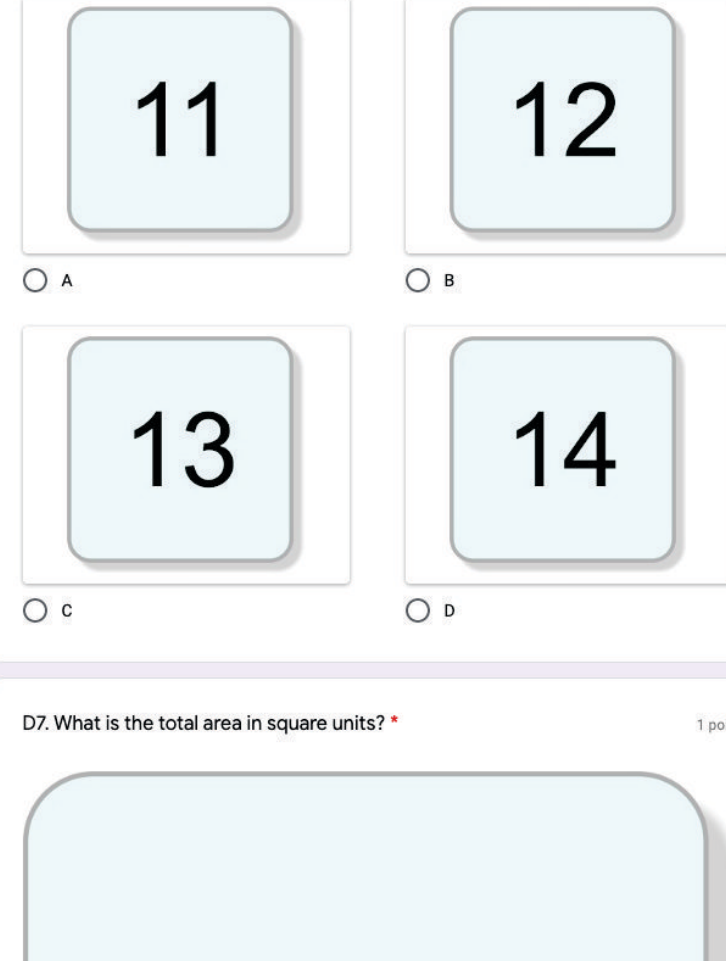 11
12
A
B
13
14
C
D
D7. What is the total area in square units? *
1 po